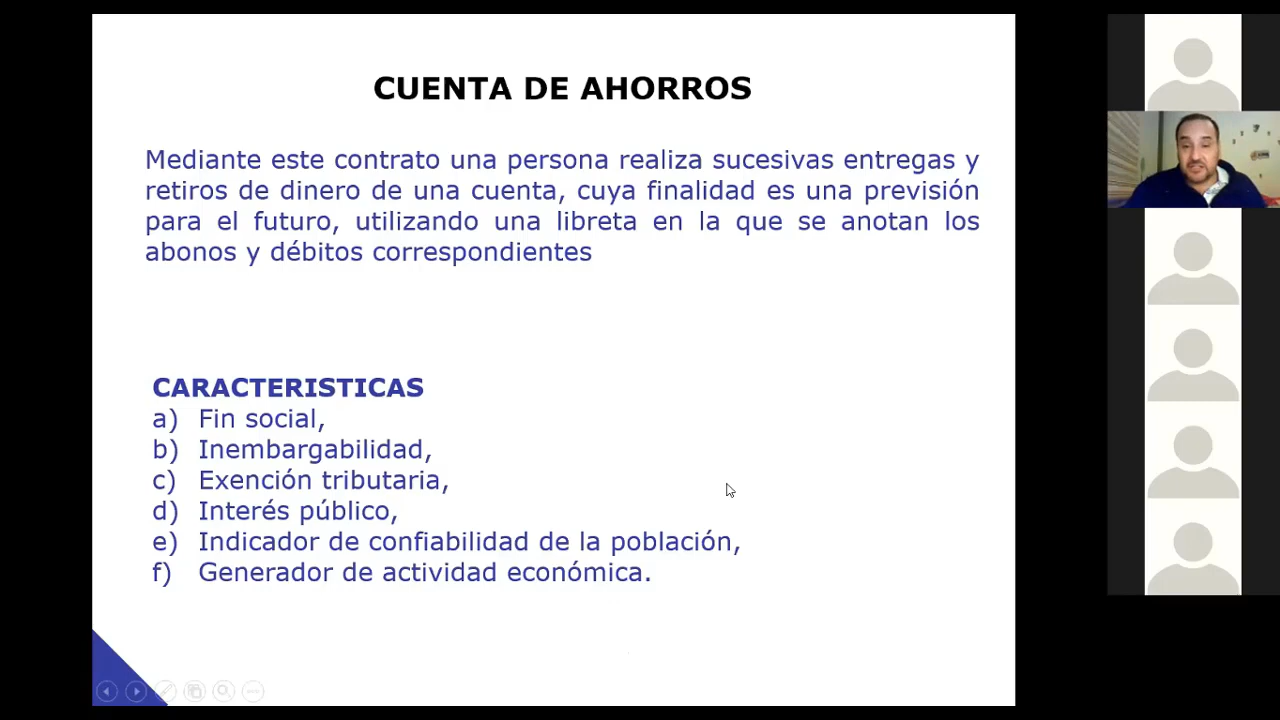 CUENTA DE AHORROS
Mediante este contrato una persona realiza sucesivas entregas y
retiros de dinero de una cuenta, cuya finalidad es una previsión
para el futuro, utilizando una libreta en la que se anotan los
abonos y débitos correspondientes
CARACTERISTICAS
a) Fin social,
b) Inembargabilidad,
c) Exención tributaria,
d) Interés público,
e) Indicador de confiabilidad de la población,
f) Generador de actividad económica.